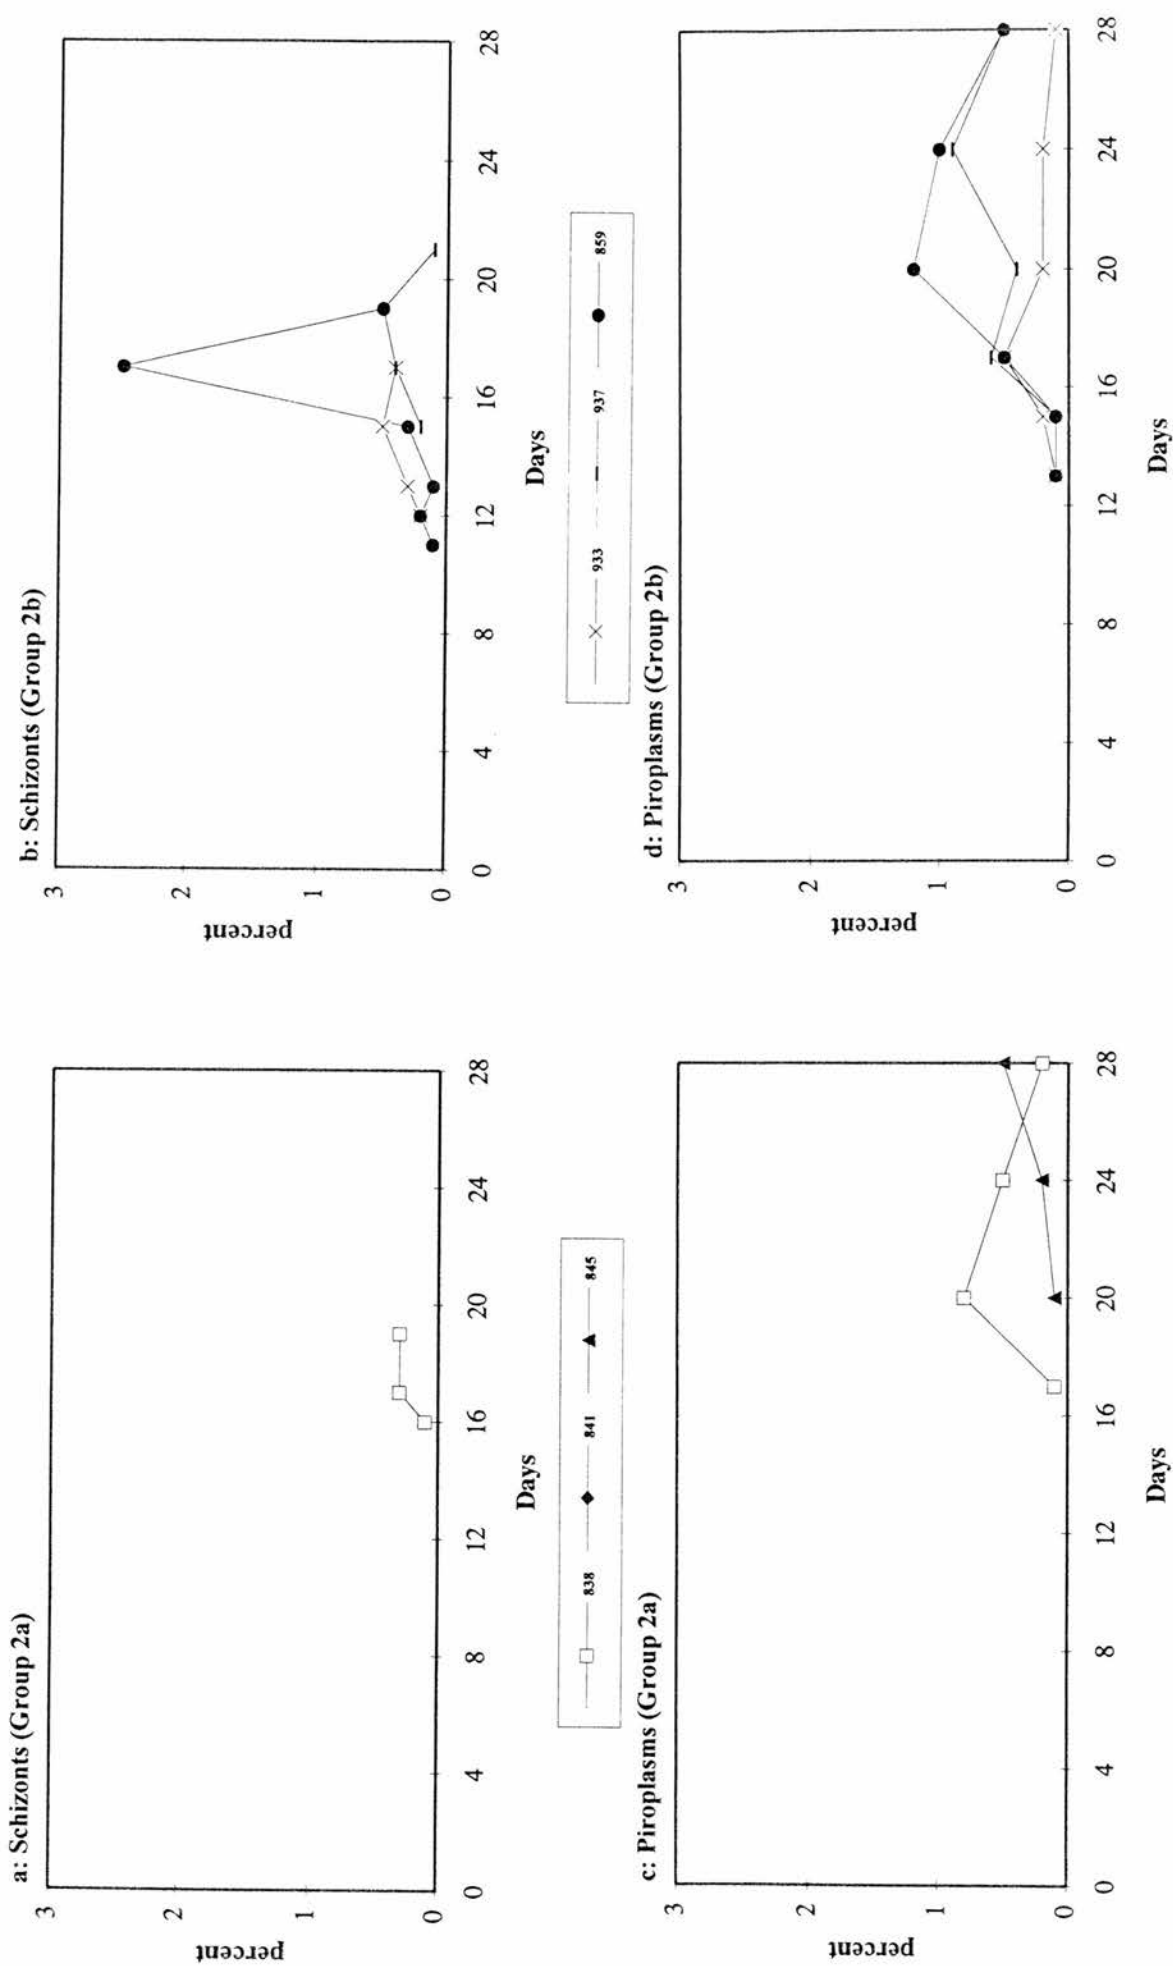 a: Schizonts (Group 2a)
percent
3
2
1
0
0 4 8 12 16 20 24 28
Days
b: Schizonts (Group 2b)
percent
3
2
1
0
0 4 8 12 16 20 24 28
Days
838 841 845
933 937 859
c: Piroplasms (Group 2a)
percent
3
2
1
0
0 4 8 12 16 20 24 28
Days
d: Piroplasms (Group 2b)
percent
3
2
1
0
0 4 8 12 16 20 24 28
Days